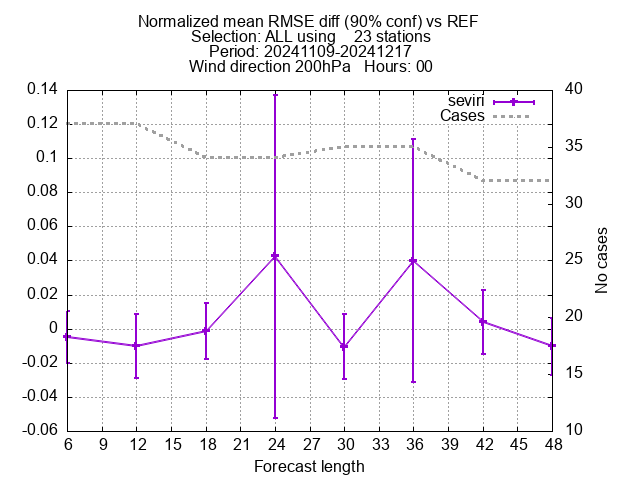 Normalized mean RMSE diff (90% conf) vs REF
Selection: ALL using    23 stations
Period: 20241109-20241217
Wind direction 200hPa   Hours: 00
seviri
Cases
0.14
0.12
0.1
0.08
0.06
0.04
0.02
0
-0.02
-0.04
-0.06
40
35
30
25
20
15
10
No cases
6 9 12 15 18 21 24 27 30 33 36 39 42 45 48
Forecast length